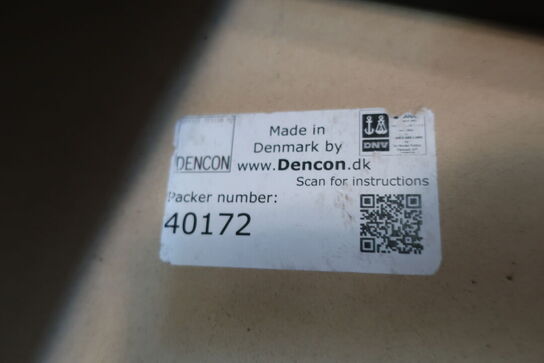 DENCON
Made in
Denmark by
www.Dencon.dk
DNV
Scan for instructions
Packer number:
40172